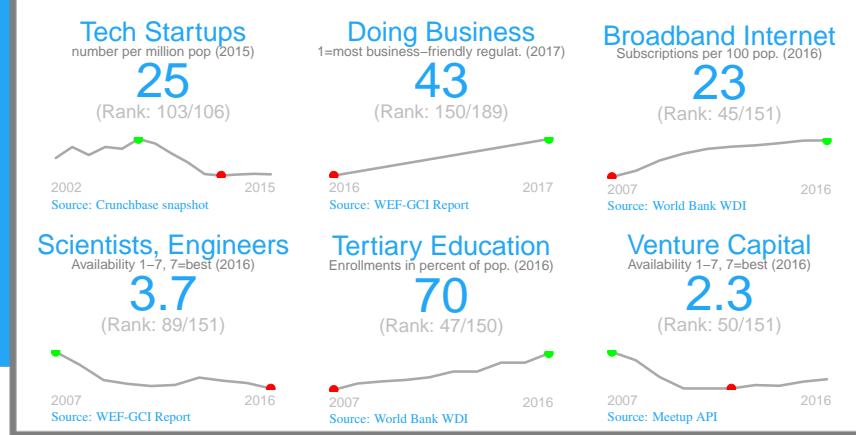 Tech Startups
number per million pop (2015)
25
(Rank: 103/106)
2002 2015
Source: Crunchbase snapshot
Doing Business
1=most business−friendly regulat. (2017)
43
(Rank: 150/189)
2016 2017
Source: WEF-GCI Report
Broadband Internet
Subscriptions per 100 pop. (2016)
23
(Rank: 45/151)
2007 2016
Source: World Bank WDI
Scientists, Engineers
Availability 1−7, 7=best (2016)
3.7
(Rank: 89/151)
2007 2016
Source: WEF-GCI Report
Tertiary Education
Enrollments in percent of pop. (2016)
70
(Rank: 47/150)
2007 2016
Source: World Bank WDI
Venture Capital
Availability 1−7, 7=best (2016)
2.3
(Rank: 50/151)
2007 2016
Source: Meetup API